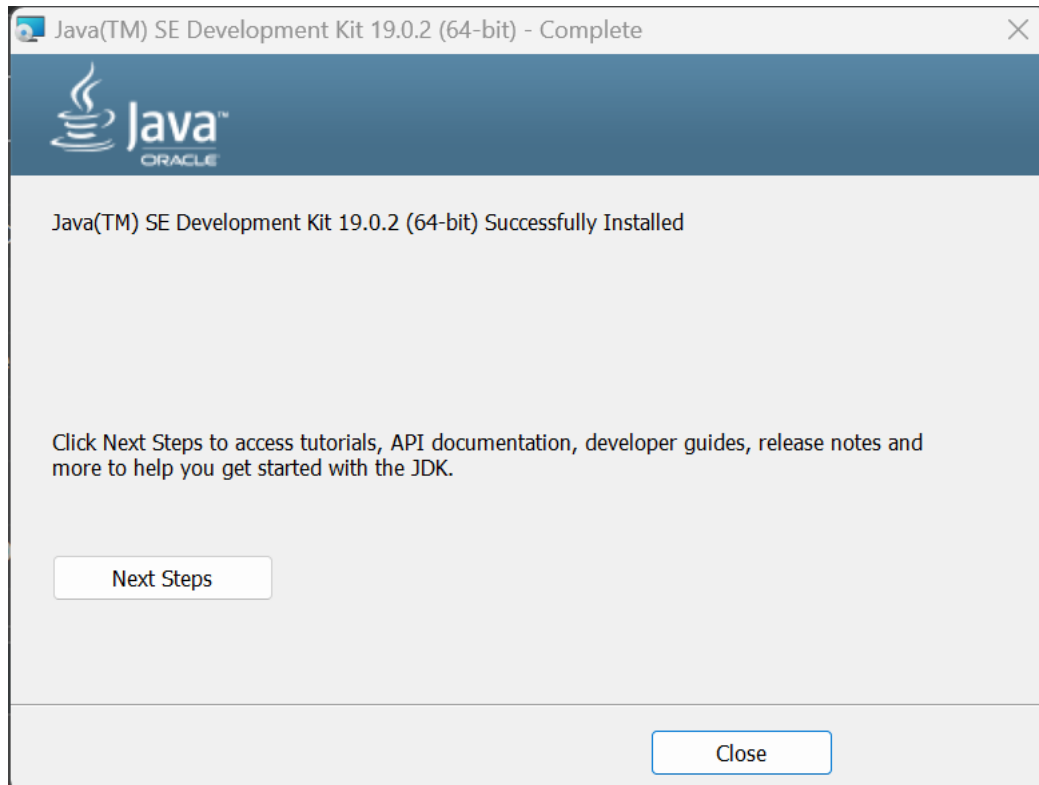 Java(TM) SE Development Kit 19.0.2 (64-bit) - Complete
Java™
ORACLE
Java(TM) SE Development Kit 19.0.2 (64-bit) Successfully Installed
Click Next Steps to access tutorials, API documentation, developer guides, release notes and
more to help you get started with the JDK.
Next Steps
Close